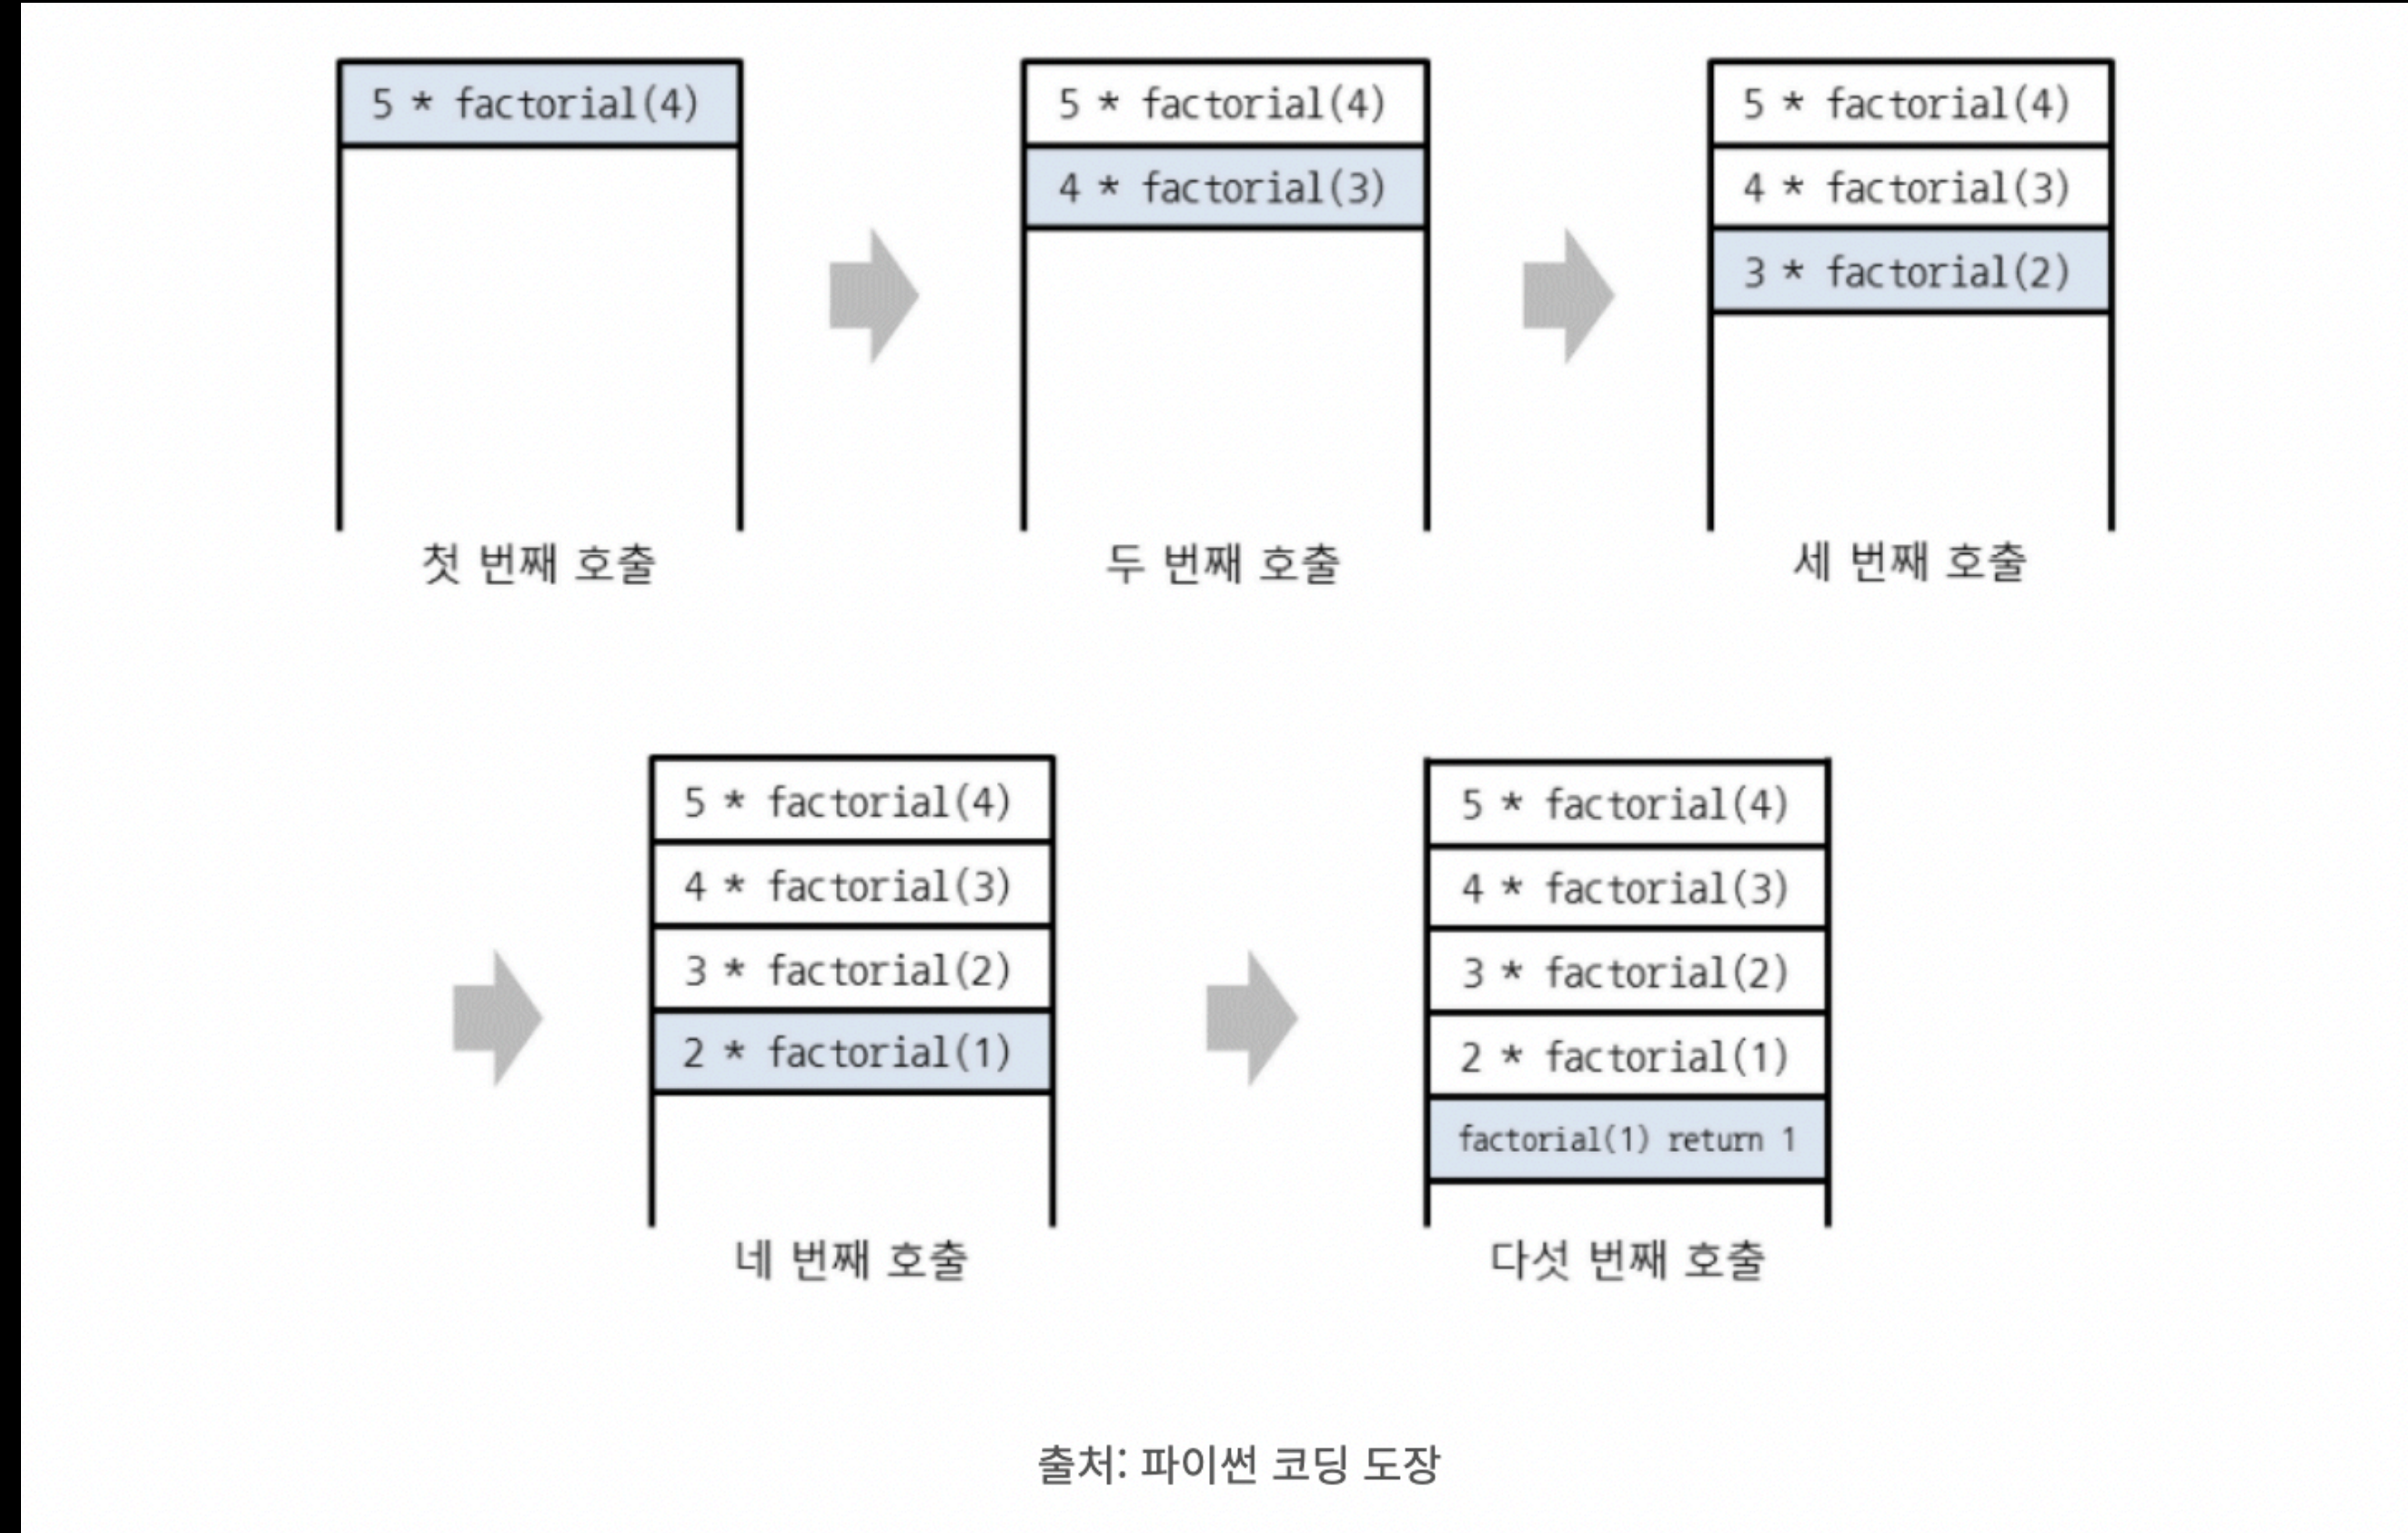 5 * factorial(4)
첫 번째 호출
5 * factorial(4)
4 * factorial(3)
두 번째 호출
5 * factorial(4)
4 * factorial(3)
3 * factorial(2)
세 번째 호출
5 * factorial(4)
4 * factorial(3)
3 * factorial(2)
2 * factorial(1)
네 번째 호출
5 * factorial(4)
4 * factorial(3)
3 * factorial(2)
2 * factorial(1)
factorial(1) return 1
다섯 번째 호출
출처: 파이썬 코딩 도장